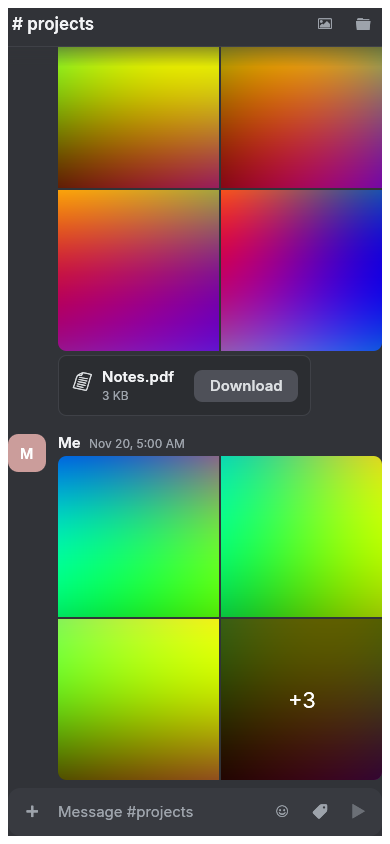 # projects
Notes.pdf
3 KB
Download
M
Me Nov 20, 5:00 AM
+3
Message #projects